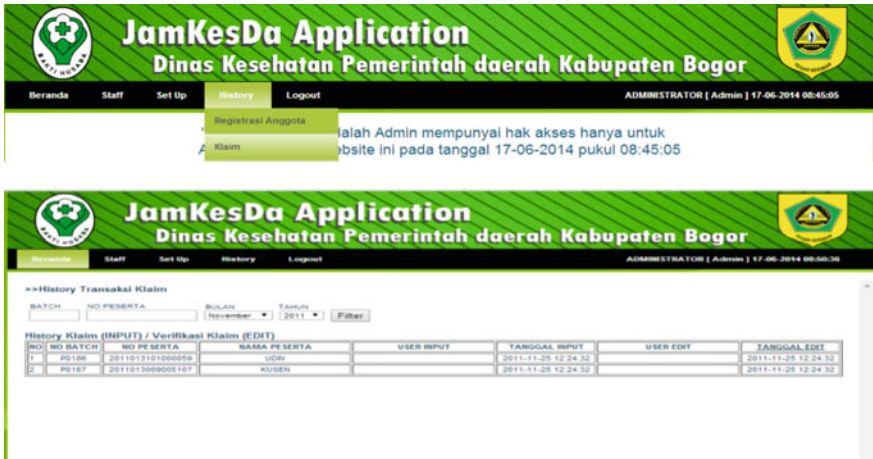 JamKesDa Application
Dinas Kesehatan Pemerintah daerah Kabupaten Bogor
BAKTI HUSADA
Beranda Staff Set Up History Logout ADMINISTRATOR [ Admin ] 17-06-2014 08:45:05
Registrasi Anggota
Klaim
dalah Admin mempunyai hak akses hanya untuk
ebsite ini pada tanggal 17-06-2014 pukul 08:45:05
JamKesDa Application
Dinas Kesehatan Pemerintah daerah Kabupaten Bogor
Beranda Staff Set Up History Logout ADMINISTRATOR [ Admin ] 17-06-2014 08:50:36
>>History Transaksi Klaim
BATCH NO PESERTA BULAN TAHUN
November 2011 Filter
History Klaim (INPUT) / Verifikasi Klaim (EDIT)
NO NO BATCH NO PESERTA NAMA PESERTA USER INPUT TANGGAL INPUT USER EDIT TANGGAL EDIT
1 P0186 2011013101000059 UDIN 2011-11-25 12:24:32 2011-11-25 12:24:32
2 P0187 2011013009005107 KUSEN 2011-11-25 12:24:32 2011-11-25 12:24:32